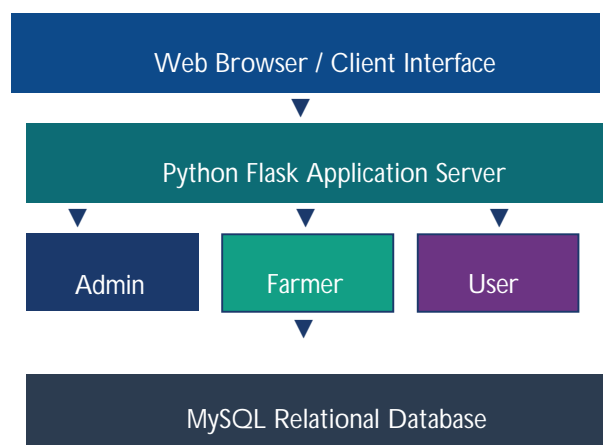 Web Browser / Client Interface
Python Flask Application Server
Admin
Farmer
User
MySQL Relational Database